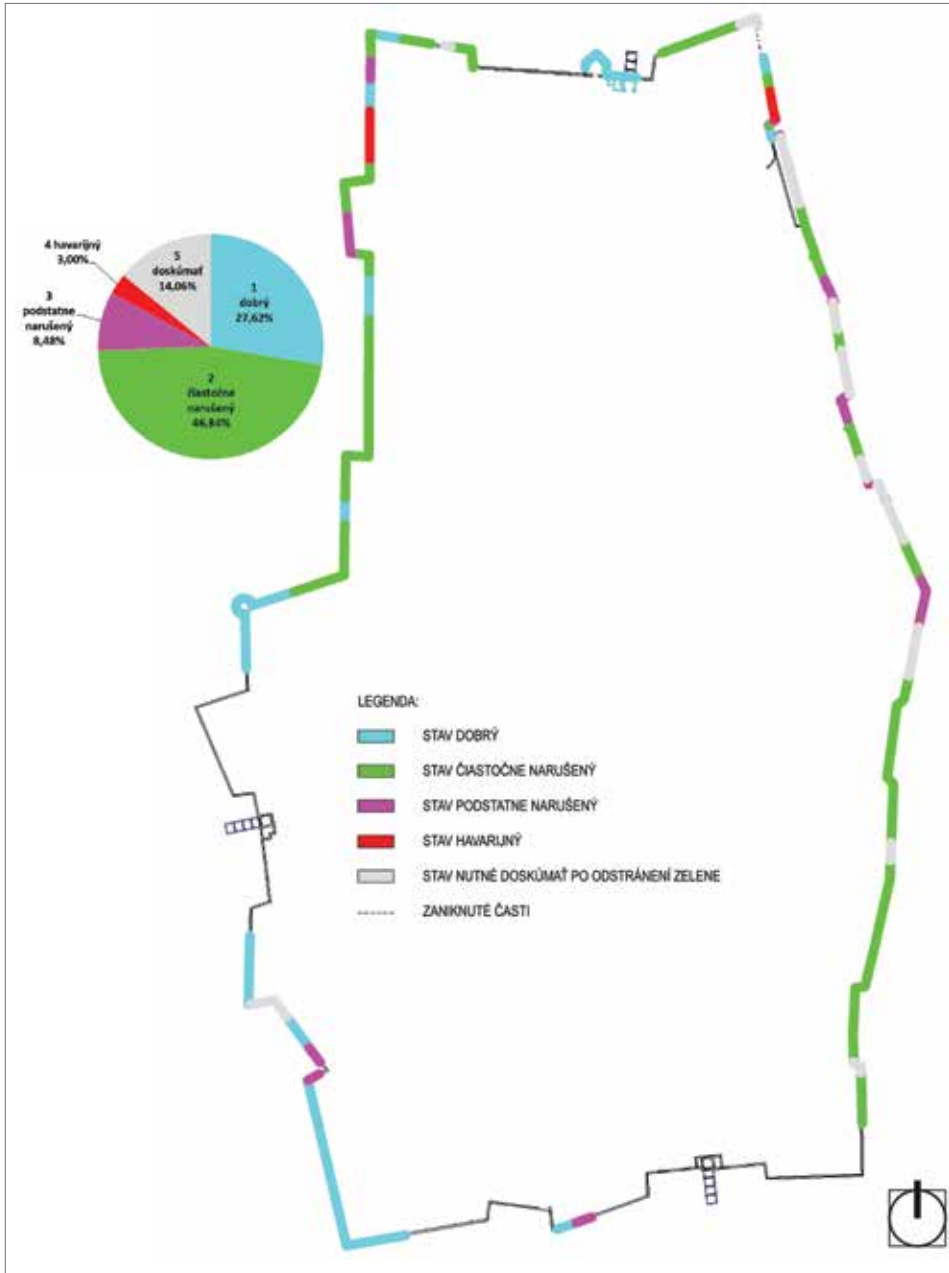 4 havarijný
3,00%
5
doskúmať
14,06%
1
dobrý
27,62%
3
podstatne
narušený
8,48%
2
čiastočne
narušený
46,84%
LEGENDA:
STAV DOBRÝ
STAV ČIASTOČNE NARUŠENÝ
STAV PODSTATNE NARUŠENÝ
STAV HAVARIJNÝ
STAV NUTNÉ DOSKÚMAŤ PO ODSTRÁNENÍ ZELENE
ZANIKNUTÉ ČASTI